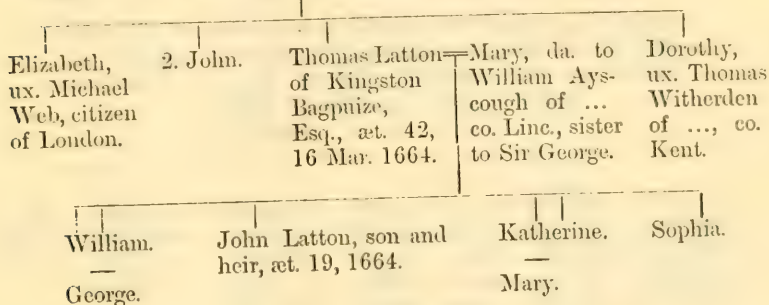 Elizabeth,
ux. Michael
Web, citizen
of London.
2. John.
Thomas Latton
of Kingston
Bagpuize,
Esq., æt. 42,
16 Mar. 1664.
Mary, da. to
William Ays-
cough of ...
co. Linc., sister
to Sir George.
Dorothy,
ux. Thomas
Witherden
of ..., co.
Kent.
William.
—
George.
John Latton, son and
heir, æt. 19, 1664.
Katherine.
—
Mary.
Sophia.